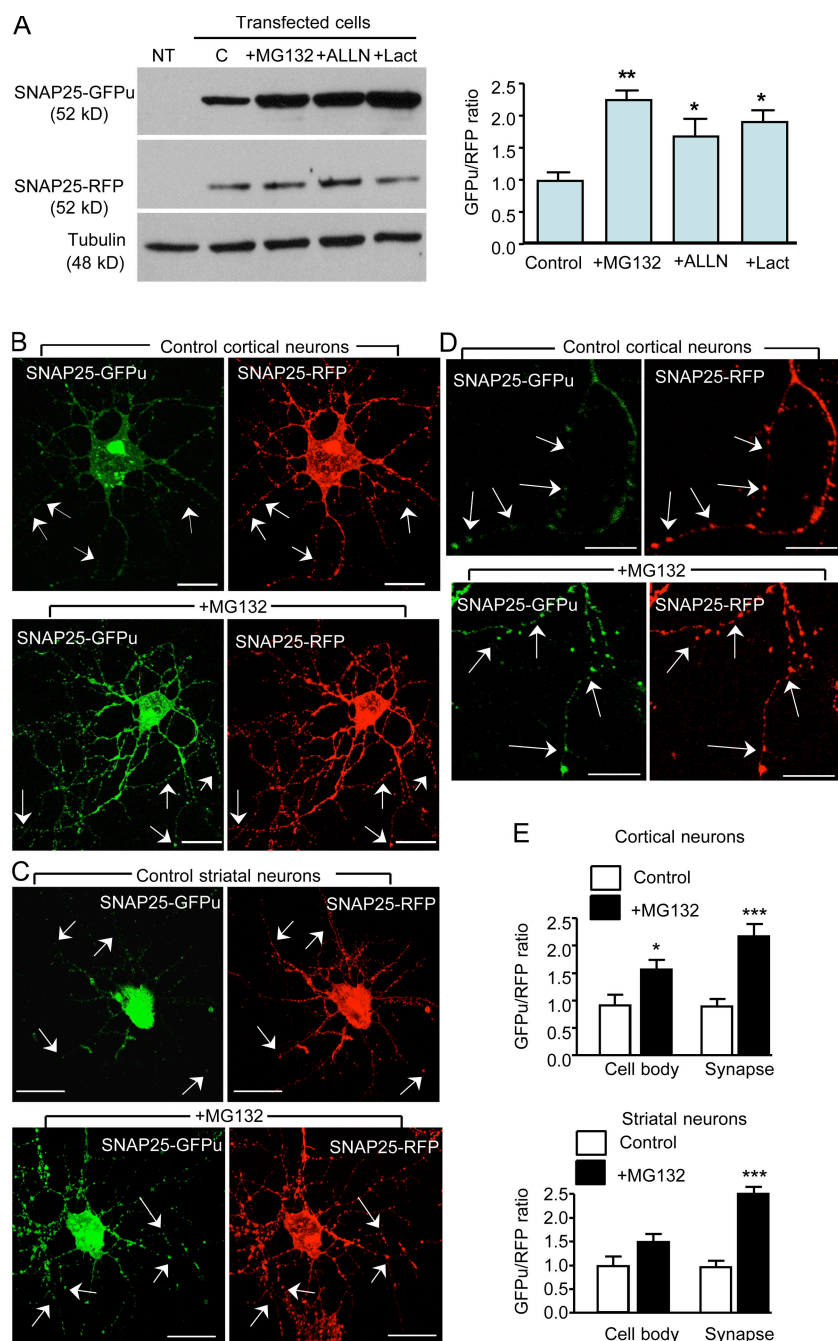 A
Transfected cells
NT C +MG132 +ALLN +Lact
SNAP25-GFPu
(52 kD)
SNAP25-RFP
(52 kD)
Tubulin
(48 kD)
GFPu/RFP ratio
2.5
2.0
1.5
1.0
1.5
0.0
**
*
*
Control +MG132 +ALLN +Lact
B
Control cortical neurons
SNAP25-GFPu SNAP25-RFP
+MG132
SNAP25-GFPu SNAP25-RFP
C
Control striatal neurons
SNAP25-GFPu SNAP25-RFP
+MG132
SNAP25-GFPu SNAP25-RFP
D
Control cortical neurons
SNAP25-GFPu SNAP25-RFP
+MG132
SNAP25-GFPu SNAP25-RFP
E
Cortical neurons
Control
+MG132
GFPu/RFP ratio
2.5
2.0
1.5
1.0
0.5
0.0
*
***
Cell body Synapse
Striatal neurons
Control
+MG132
GFPu/RFP ratio
2.5
2.0
1.5
1.0
1.5
0.0
***
Cell body Synapse